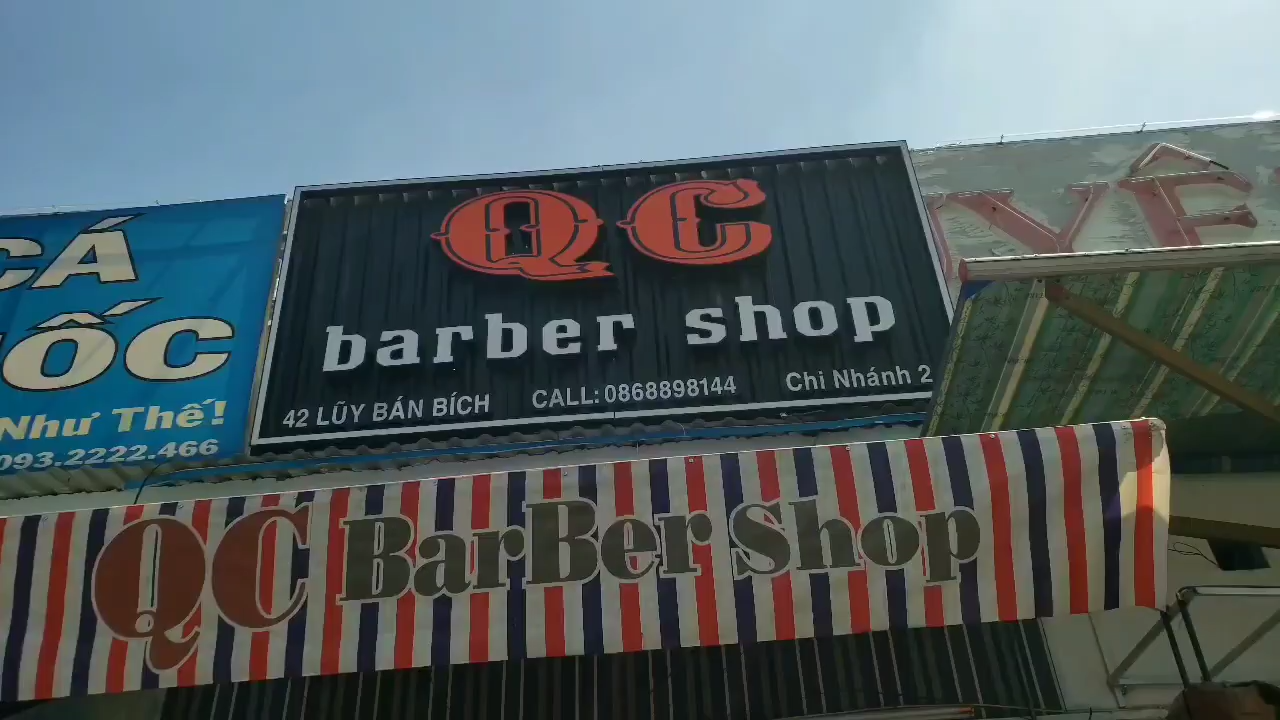 CÁ
ỐC
Như Thế!
093.2222.466
QC
barber shop
42 LŨY BÁN BÍCH CALL: 0868898144 Chi Nhánh 2
QC BarBer Shop